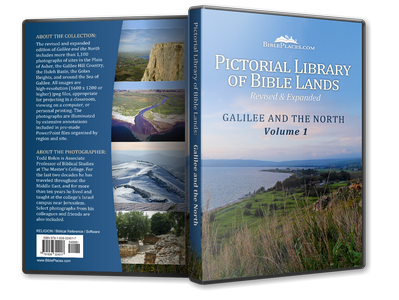 ABOUT THE COLLECTION:
The revised and expanded
edition of Galilee and the North
includes more than 1,100
photographs of sites in the Plain
of Asher, the Galilee Hill Country,
the Huleh Basin, the Golan
Heights, and around the Sea of
Galilee. All images are
high-resolution (1600 x 1200 or
higher) jpeg files, appropriate
for projecting in a classroom,
viewing on a computer, or
personal printing. The
photographs are illuminated
by extensive annotations
included in pre-made
PowerPoint files organized by
region and site.
ABOUT THE PHOTOGRAPHER:
Todd Bolen is Associate
Professor of Biblical Studies
at The Master's College. For
the last two decades he has
traveled throughout the
Middle East, and for more
than ten years he lived and
taught at the college's Israel
campus near Jerusalem.
Select photographs from his
colleagues and friends are
also included.
RELIGION / Biblical Reference / Software
www.BiblePlaces.com
Pictorial Library of Bible Lands: Galilee and the North
BIBLEPLACES.COM
PICTORIAL LIBRARY
OF BIBLE LANDS
Revised & Expanded
GALILEE AND THE NORTH
Volume 1